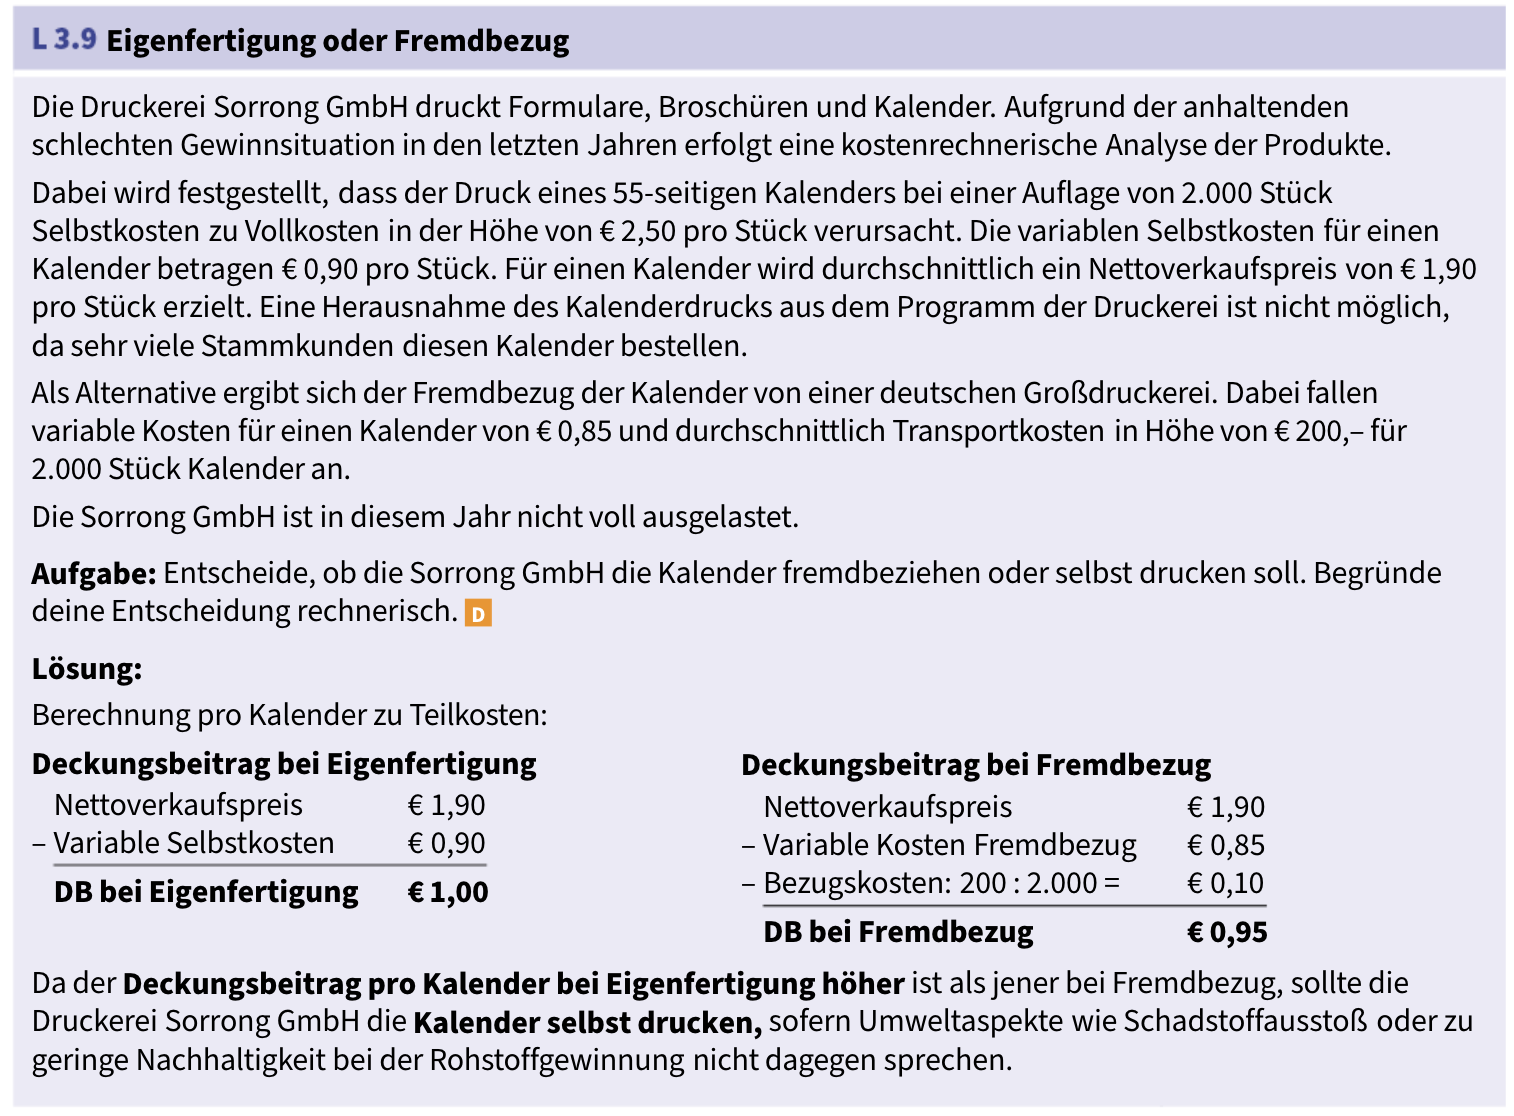 L 3.9 Eigenfertigung oder Fremdbezug
Die Druckerei Sorrong GmbH druckt Formulare, Broschüren und Kalender. Aufgrund der anhaltenden
schlechten Gewinnsituation in den letzten Jahren erfolgt eine kostenrechnerische Analyse der Produkte.
Dabei wird festgestellt, dass der Druck eines 55-seitigen Kalenders bei einer Auflage von 2.000 Stück
Selbstkosten zu Vollkosten in der Höhe von € 2,50 pro Stück verursacht. Die variablen Selbstkosten für einen
Kalender betragen € 0,90 pro Stück. Für einen Kalender wird durchschnittlich ein Nettoverkaufspreis von € 1,90
pro Stück erzielt. Eine Herausnahme des Kalenderdrucks aus dem Programm der Druckerei ist nicht möglich,
da sehr viele Stammkunden diesen Kalender bestellen.
Als Alternative ergibt sich der Fremdbezug der Kalender von einer deutschen Großdruckerei. Dabei fallen
variable Kosten für einen Kalender von € 0,85 und durchschnittlich Transportkosten in Höhe von € 200,– für
2.000 Stück Kalender an.
Die Sorrong GmbH ist in diesem Jahr nicht voll ausgelastet.
Aufgabe: Entscheide, ob die Sorrong GmbH die Kalender fremdbeziehen oder selbst drucken soll. Begründe
deine Entscheidung rechnerisch. D
Lösung:
Berechnung pro Kalender zu Teilkosten:
Deckungsbeitrag bei Eigenfertigung
Nettoverkaufspreis € 1,90
– Variable Selbstkosten € 0,90
DB bei Eigenfertigung € 1,00
Deckungsbeitrag bei Fremdbezug
Nettoverkaufspreis € 1,90
– Variable Kosten Fremdbezug € 0,85
– Bezugskosten: 200 : 2.000 = € 0,10
DB bei Fremdbezug € 0,95
Da der Deckungsbeitrag pro Kalender bei Eigenfertigung höher ist als jener bei Fremdbezug, sollte die
Druckerei Sorrong GmbH die Kalender selbst drucken, sofern Umweltaspekte wie Schadstoffausstoß oder zu
geringe Nachhaltigkeit bei der Rohstoffgewinnung nicht dagegen sprechen.